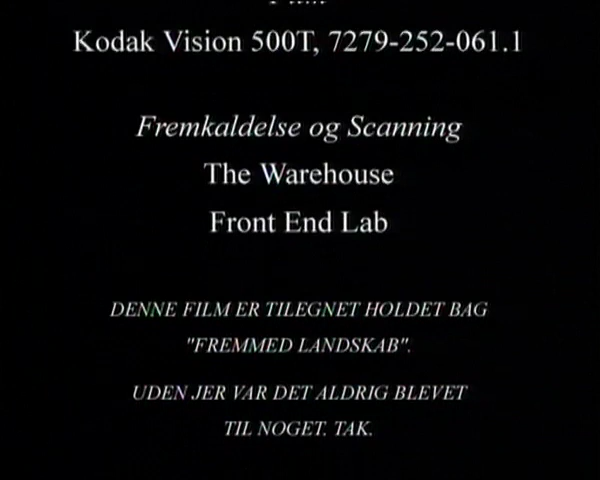 Kodak Vision 500T, 7279-252-061.1
Fremkaldelse og Scanning
The Warehouse
Front End Lab
DENNE FILM ER TILEGNET HOLDET BAG
"FREMMED LANDSKAB".
UDEN JER VAR DET ALDRIG BLEVET
TIL NOGET. TAK.